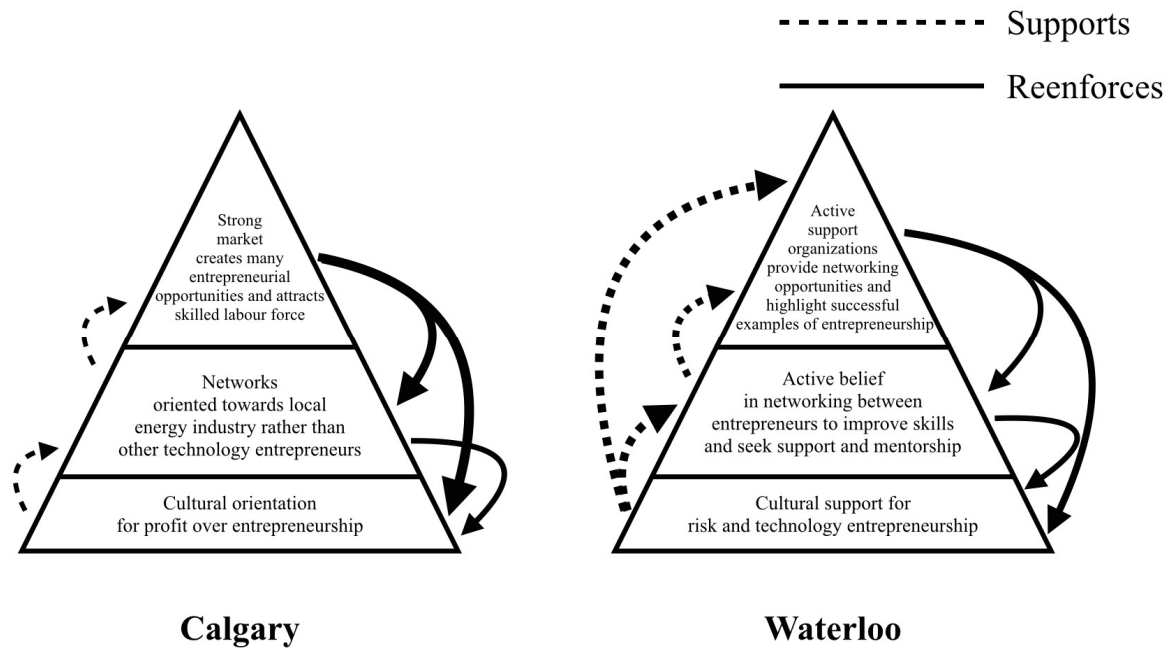 Supports
Reenforces
Strong
market
creates many
entrepreneurial
opportunities and attracts
skilled labour force
Networks
oriented towards local
energy industry rather than
other technology entrepreneurs
Cultural orientation
for profit over entrepreneurship
Calgary
Active
support
organizations
provide networking
opportunities and
highlight successful
examples of entrepreneurship
Active belief
in networking between
entrepreneurs to improve skills
and seek support and mentorship
Cultural support for
risk and technology entrepreneurship
Waterloo